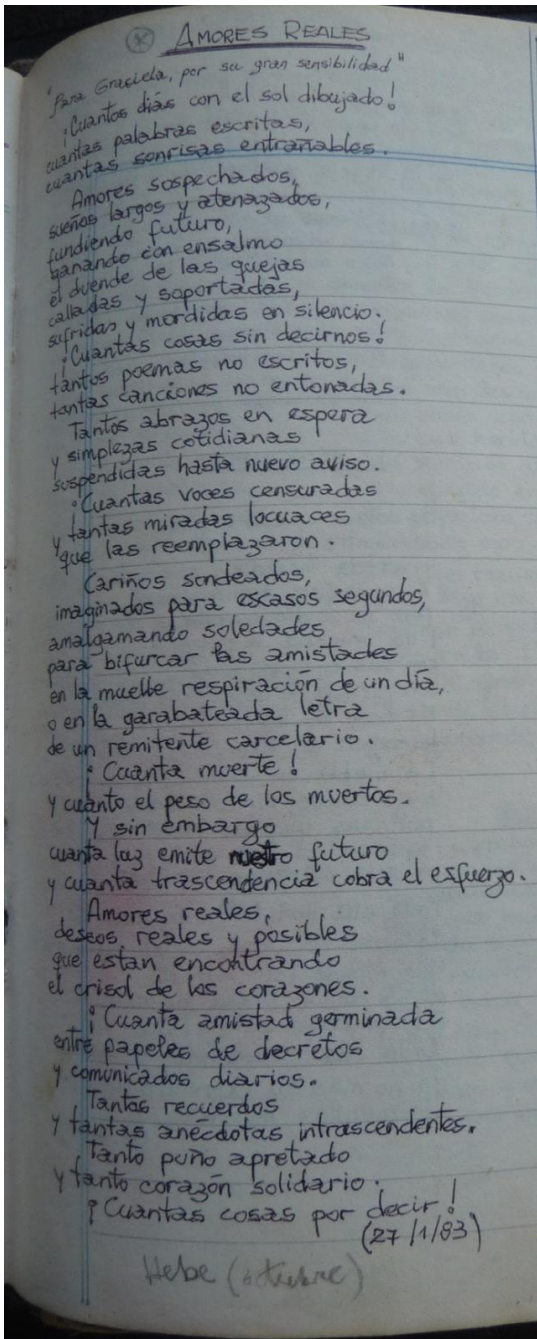 AMORES REALES
"Para Graciela, por su gran sensibilidad"
¡Cuantos días con el sol dibujado!
cuantas palabras escritas,
cuantas sonrisas entrañables.
Amores sospechados,
sueños largos y atenazados,
fundiendo futuro,
ganando con ensalmo
el duende de las quejas
calladas y soportadas,
sufridas y mordidas en silencio.
¡Cuantas cosas sin decirnos!
tantos poemas no escritos,
tantas canciones no entonadas.
Tantos abrazos en espera
y simplezas cotidianas
suspendidas hasta nuevo aviso.
¡Cuantas voces censuradas
y tantas miradas locuaces
que las reemplazaron.
Cariños sondeados,
imaginados para escasos segundos,
amalgamando soledades
para bifurcar las amistades
en la muelle respiración de un día,
o en la garabateada letra
de un remitente carcelario.
¡Cuanta muerte!
y cuánto el peso de los muertos.
Y sin embargo
cuanta luz emite nuestro futuro
y cuanta trascendencia cobra el esfuerzo.
Amores reales,
deseos reales y posibles
que estan encontrando
el crisol de los corazones.
¡Cuanta amistad germinada
entre papeles de decretos
y comunicados diarios.
Tantos recuerdos
y tantas anécdotas intrascendentes.
Tanto puño apretado
y tanto corazón solidario.
¡Cuantas cosas por decir!
(27/1/83)
Hebe (octubre)